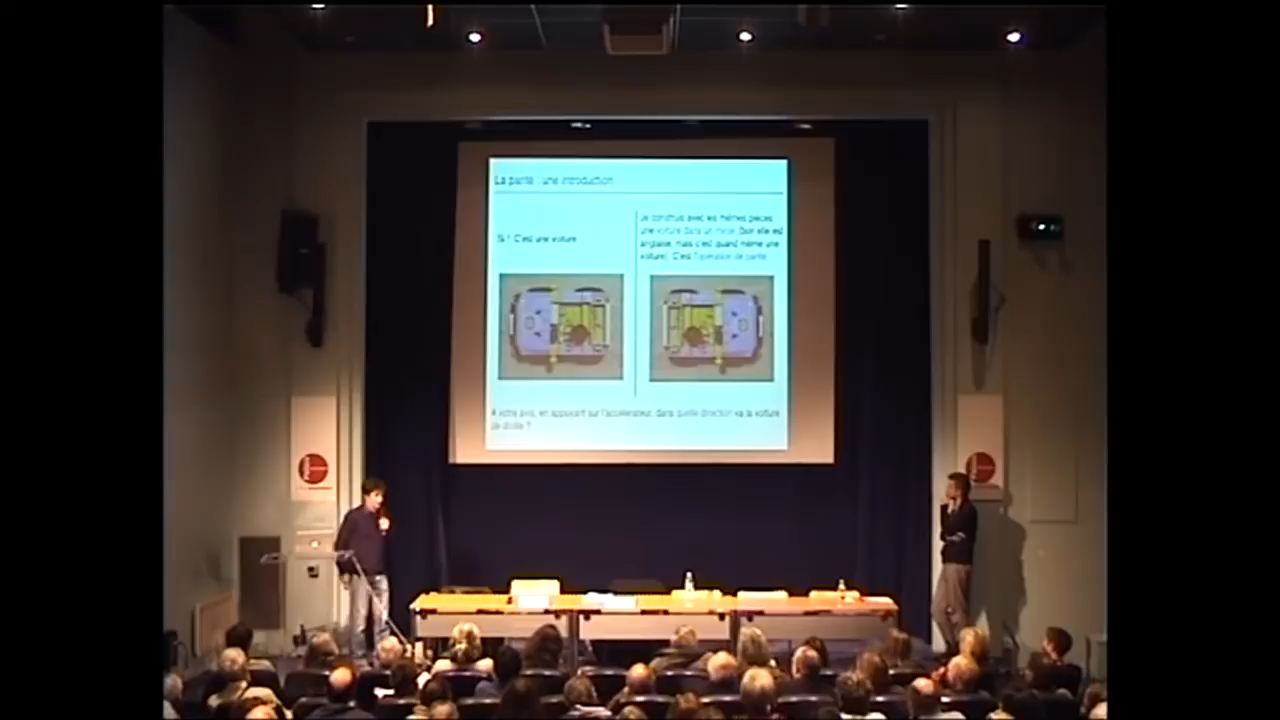 La parité : une introduction
Ici ! C'est une voiture
Je construis avec les mêmes pièces
une voiture dans un miroir (bon elle est
anglaise, mais c'est quand même une
voiture). C'est l'opération de parité
A votre avis, en appuyant sur l'accélérateur, dans quelle direction va la voiture
de droite ?